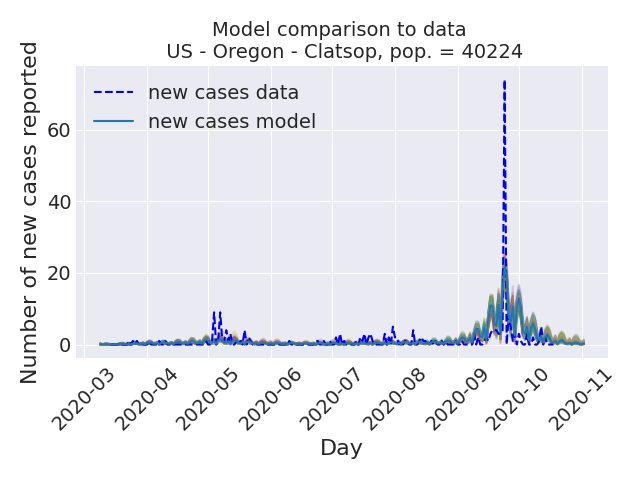 Model comparison to data
US - Oregon - Clatsop, pop. = 40224
Number of new cases reported
new cases data
new cases model
60
40
20
0
2020-03
2020-04
2020-05
2020-06
2020-07
2020-08
2020-09
2020-10
2020-11
Day